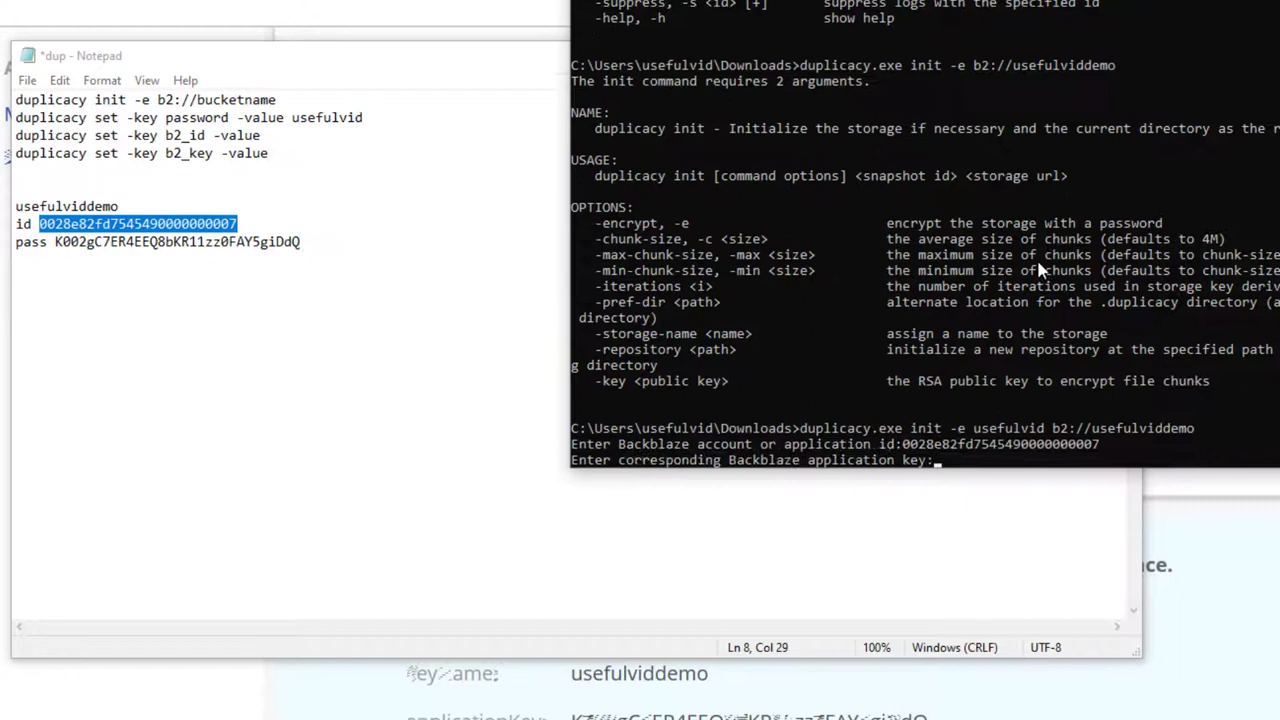 *dup - Notepad
File Edit Format View Help
duplicacy init -e b2://bucketname
duplicacy set -key password -value usefulvid
duplicacy set -key b2_id -value
duplicacy set -key b2_key -value
usefulviddemo
id 0028e82fd7545490000000007
pass K002gC7ER4EEQ8bKR11zz0FAY5giDdQ
Ln 8, Col 29 100% Windows (CRLF) UTF-8
-suppress, -s <id> [+] suppress logs with the specified id
-help, -h show help
C:\Users\usefulvid\Downloads>duplicacy.exe init -e b2://usefulviddemo
The init command requires 2 arguments.
NAME:
duplicacy init - Initialize the storage if necessary and the current directory as the r
USAGE:
duplicacy init [command options] <snapshot id> <storage url>
OPTIONS:
-encrypt, -e encrypt the storage with a password
-chunk-size, -c <size> the average size of chunks (defaults to 4M)
-max-chunk-size, -max <size> the maximum size of chunks (defaults to chunk-size
-min-chunk-size, -min <size> the minimum size of chunks (defaults to chunk-size
-iterations <i> the number of iterations used in storage key deriv
-pref-dir <path> alternate location for the .duplicacy directory (a
directory)
-storage-name <name> assign a name to the storage
-repository <path> initialize a new repository at the specified path
g directory
-key <public key> the RSA public key to encrypt file chunks
C:\Users\usefulvid\Downloads>duplicacy.exe init -e usefulvid b2://usefulviddemo
Enter Backblaze account or application id:0028e82fd7545490000000007
Enter corresponding Backblaze application key:
ce.
usefulviddemo